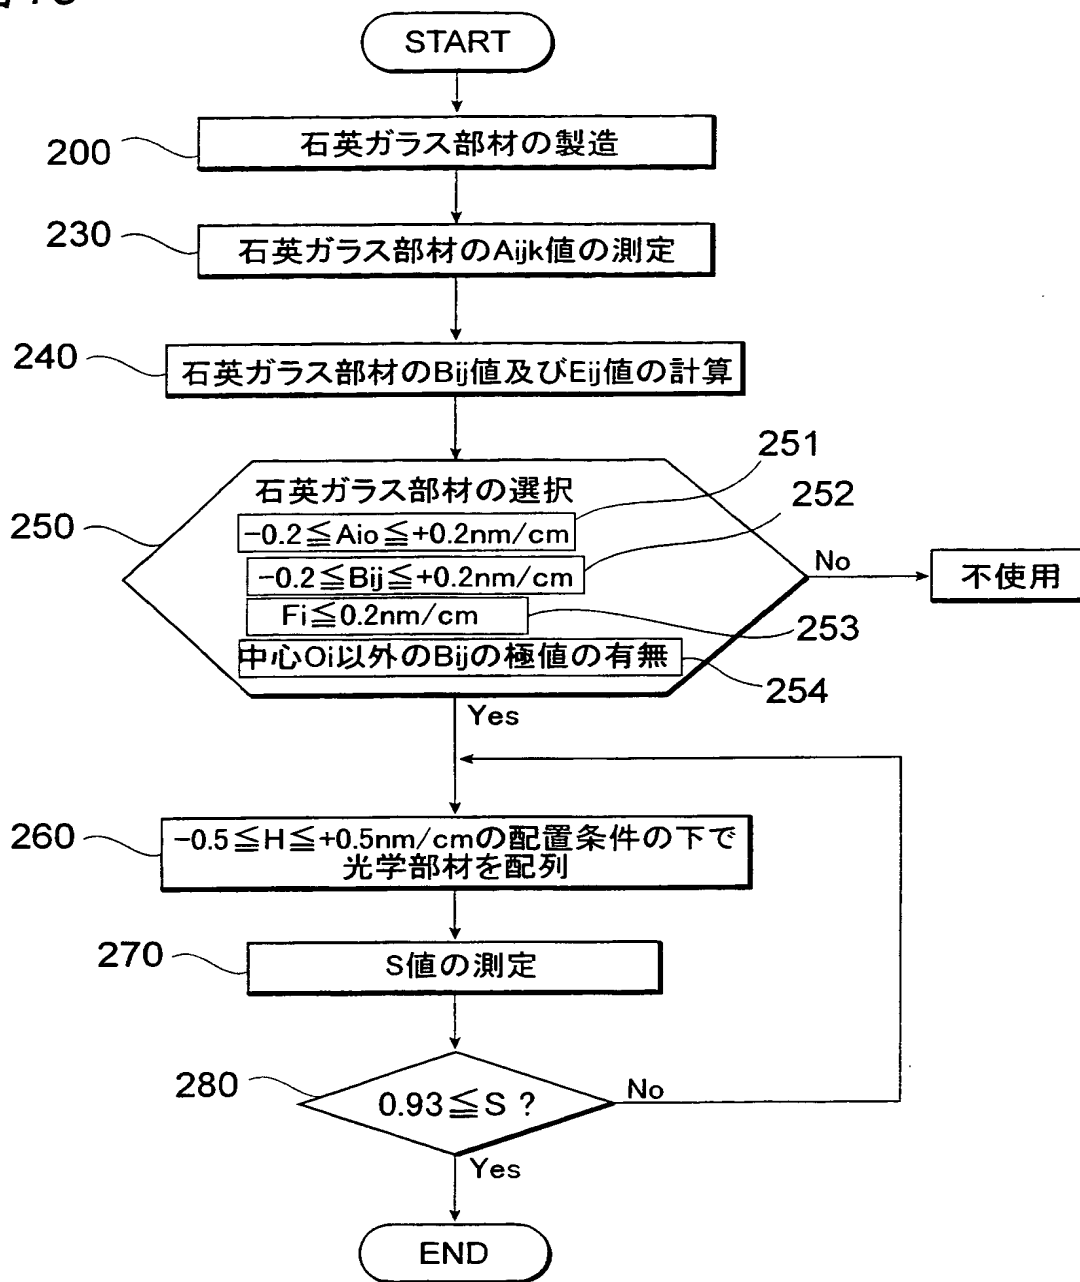 START
200
石英ガラス部材の製造
230
石英ガラス部材のAijk値の測定
240
石英ガラス部材のBij値及びEij値の計算
250
石英ガラス部材の選択
251
-0.2≦Aio≦+0.2nm/cm
252
-0.2≦Bij≦+0.2nm/cm
No
不使用
Fi≦0.2nm/cm
253
中心Oi以外のBijの極値の有無
254
Yes
260
-0.5≦H≦+0.5nm/cmの配置条件の下で
光学部材を配列
270
S値の測定
280
0.93≦S ?
No
Yes
END